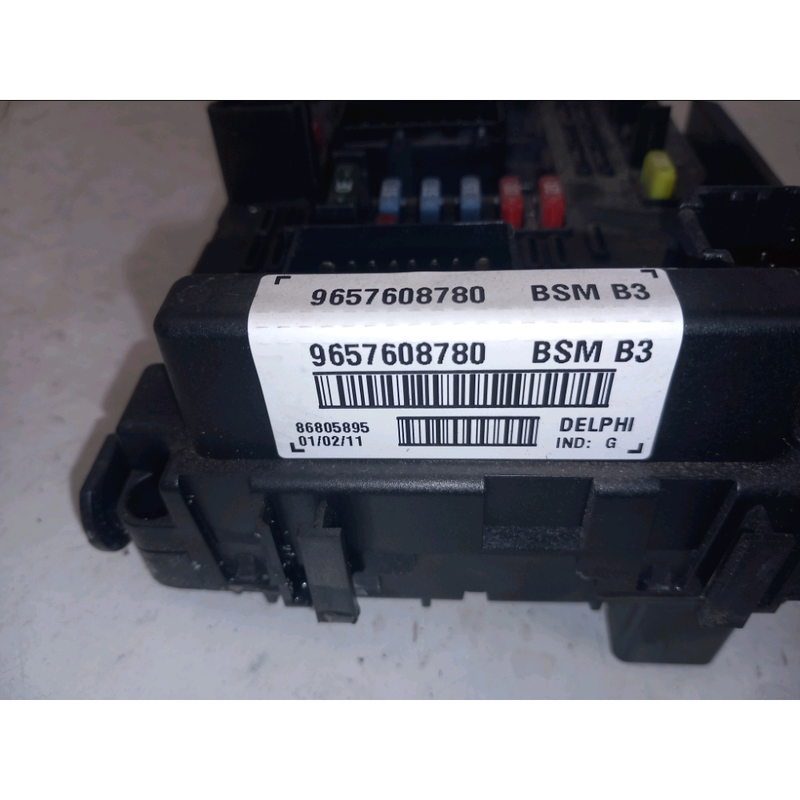 9657608780 BSM B3
9657608780 BSM B3
86805895 DELPHI
01/02/11 IND: G